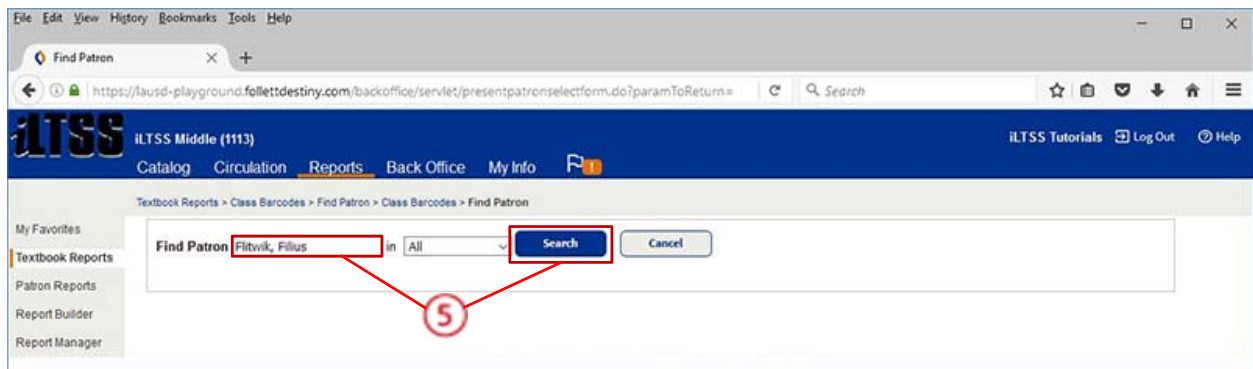 File Edit View History Bookmarks Tools Help
Find Patron
https://lausd-playground.follettdestiny.com/backoffice/servlet/presentpatronselectform.do?paramToReturn= Search
iLTSS iLTSS Middle (1113) iLTSS Tutorials Log Out Help
Catalog Circulation Reports Back Office My Info
Textbook Reports > Class Barcodes > Find Patron > Class Barcodes > Find Patron
My Favorites
Find Patron Flitwik, Filius in All Search Cancel
Textbook Reports
Patron Reports
Report Builder
5
Report Manager